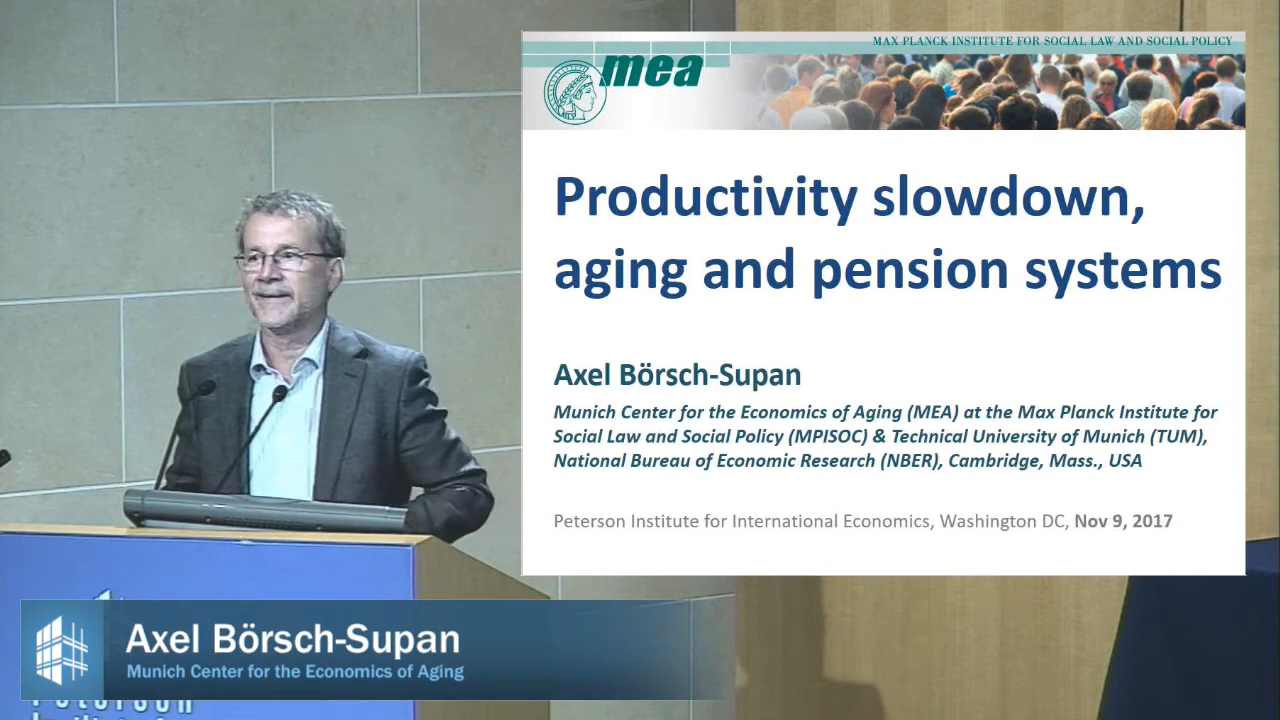 MAX PLANCK INSTITUTE FOR SOCIAL LAW AND SOCIAL POLICY
mea
Productivity slowdown,
aging and pension systems
Axel Börsch-Supan
Munich Center for the Economics of Aging (MEA) at the Max Planck Institute for
Social Law and Social Policy (MPISOC) & Technical University of Munich (TUM),
National Bureau of Economic Research (NBER), Cambridge, Mass., USA
Peterson Institute for International Economics, Washington DC, Nov 9, 2017
Axel Börsch-Supan
Munich Center for the Economics of Aging
Peterson